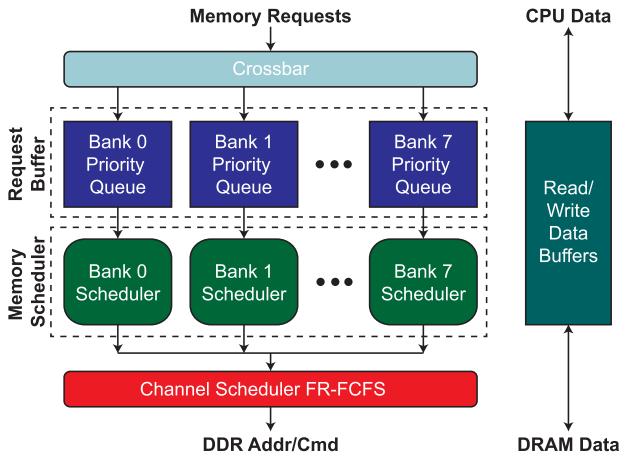 Memory Requests
CPU Data
Crossbar
Request
Buffer
Bank 0
Priority
Queue
Bank 1
Priority
Queue
Bank 7
Priority
Queue
Read/
Write
Data
Buffers
Memory
Scheduler
Bank 0
Scheduler
Bank 1
Scheduler
Bank 7
Scheduler
Channel Scheduler FR-FCFS
DDR Addr/Cmd
DRAM Data